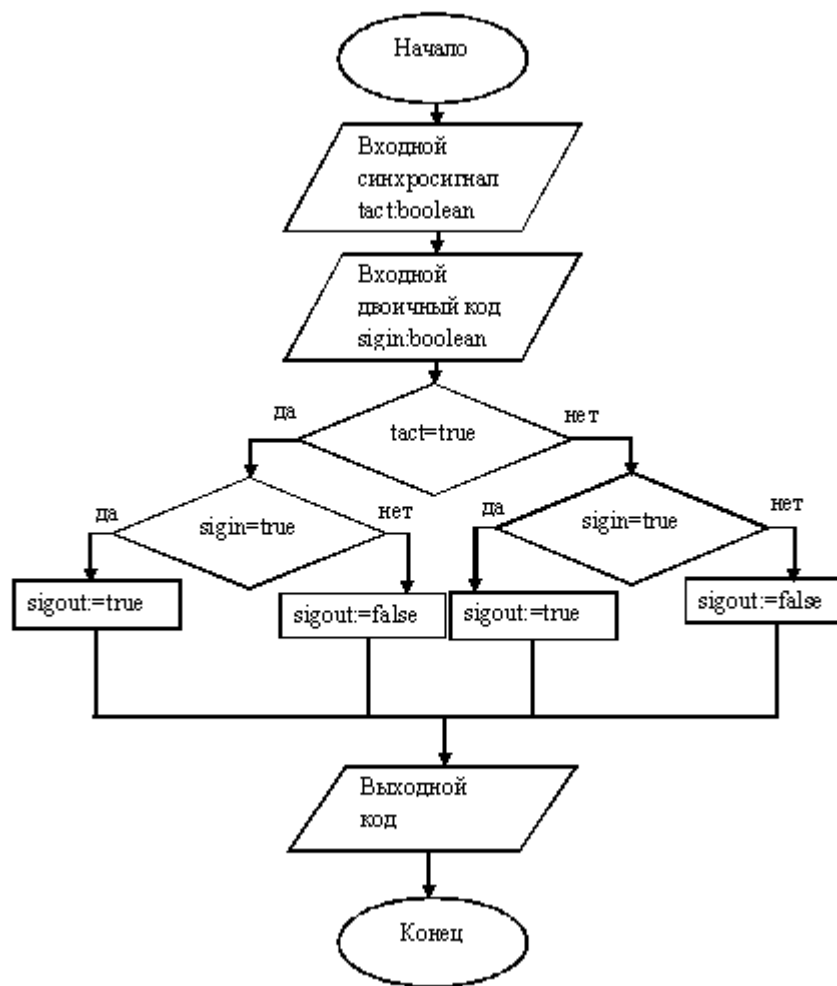 Начало
Входной
синхросигнал
tact:boolean
Входной
двоичный код
sigin:boolean
да
tact=true
нет
да
sigin=true
нет
да
sigin=true
нет
sigout:=true
sigout:=false
sigout:=true
sigout:=false
Выходной
код
Конец